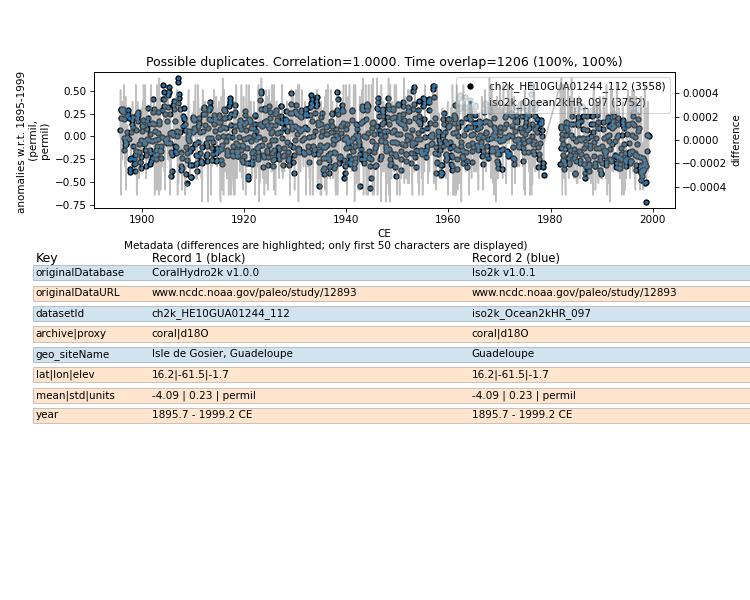 Possible duplicates. Correlation=1.0000. Time overlap=1206 (100%, 100%)
anomalies w.r.t. 1895-1999
(permil,
permil)
0.50
0.25
0.00
−0.25
−0.50
−0.75
ch2k_HE10GUA01244_112 (3558)
iso2k_Ocean2kHR_097 (3752)
0.0004
0.0002
0.0000
−0.0002
−0.0004
difference
1900 1920 1940 1960 1980 2000
CE
Metadata (differences are highlighted; only first 50 characters are displayed)
Key Record 1 (black) Record 2 (blue)
originalDatabase CoralHydro2k v1.0.0 Iso2k v1.0.1
originalDataURL www.ncdc.noaa.gov/paleo/study/12893 www.ncdc.noaa.gov/paleo/study/12893
datasetId ch2k_HE10GUA01244_112 iso2k_Ocean2kHR_097
archive|proxy coral|d18O coral|d18O
geo_siteName Isle de Gosier, Guadeloupe Guadeloupe
lat|lon|elev 16.2|-61.5|-1.7 16.2|-61.5|-1.7
mean|std|units -4.09 | 0.23 | permil -4.09 | 0.23 | permil
year 1895.7 - 1999.2 CE 1895.7 - 1999.2 CE